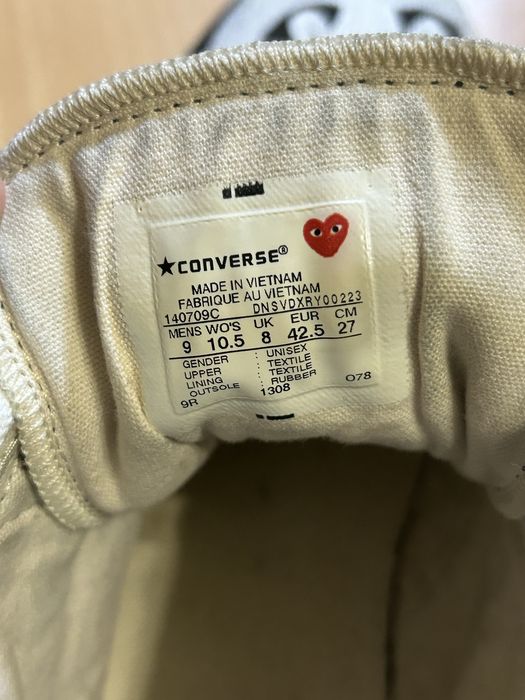 ★CONVERSE®
MADE IN VIETNAM
FABRIQUE AU VIETNAM
140709C DNSVDXRY00223
MENS WO'S UK EUR CM
9 10.5 8 42.5 27
GENDER : UNISEX
UPPER : TEXTILE
LINING : TEXTILE
OUTSOLE : RUBBER
9R 1308 078